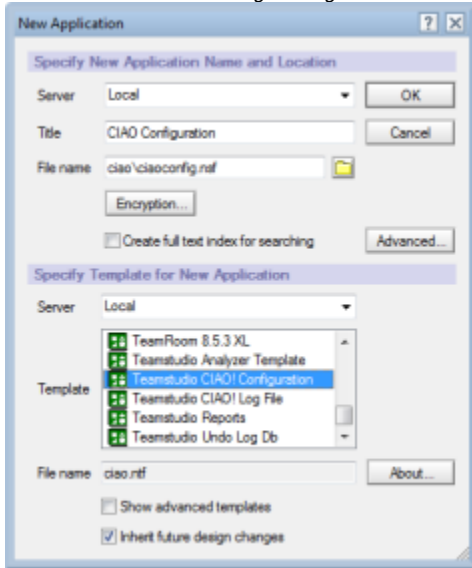 New Application
Specify New Application Name and Location
Server Local OK
Title CIAO Configuration Cancel
File name ciao\ciaoconfig.nsf
Encryption...
Create full text index for searching Advanced...
Specify Template for New Application
Server Local
TeamRoom 8.5.3 XL
Teamstudio Analyzer Template
Teamstudio CIAO! Configuration
Template
Teamstudio CIAO! Log File
Teamstudio Reports
Teamstudio Undo Log Db
File name ciao.ntf About...
Show advanced templates
Inherit future design changes